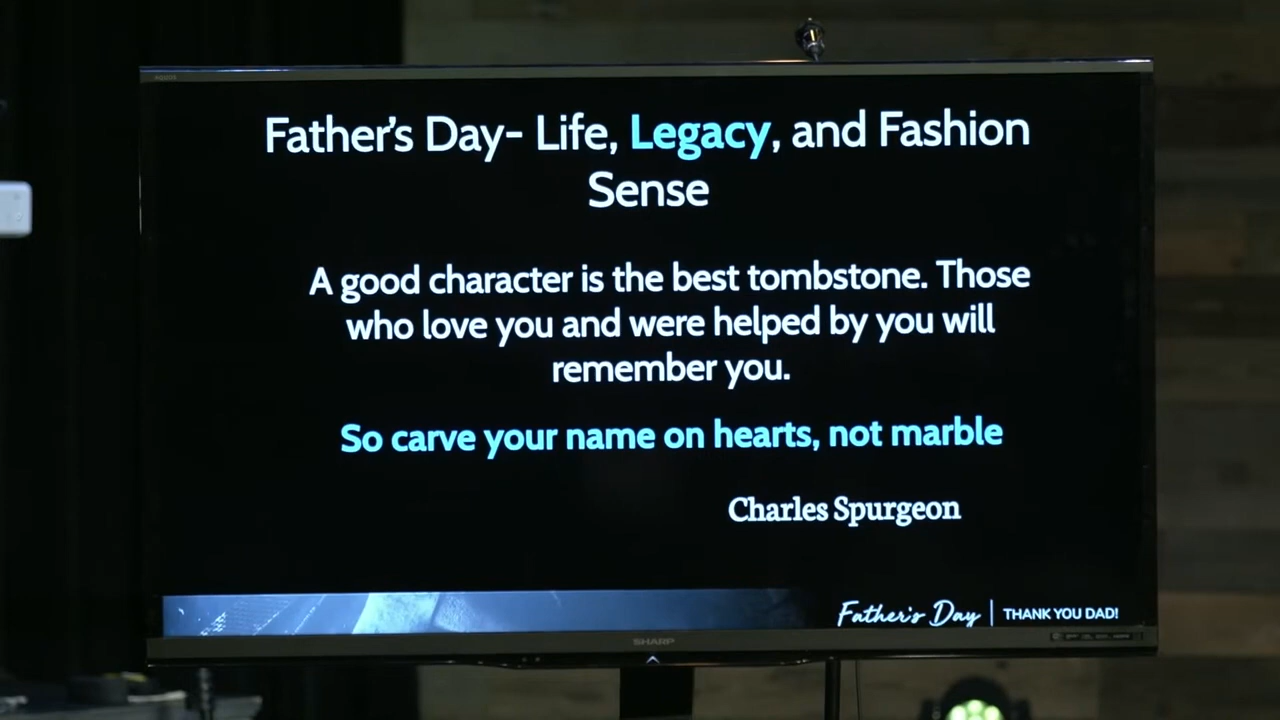 AQUOS
Father's Day- Life, Legacy, and Fashion
Sense
A good character is the best tombstone. Those
who love you and were helped by you will
remember you.
So carve your name on hearts, not marble
Charles Spurgeon
Father's Day | THANK YOU DAD!
SHARP